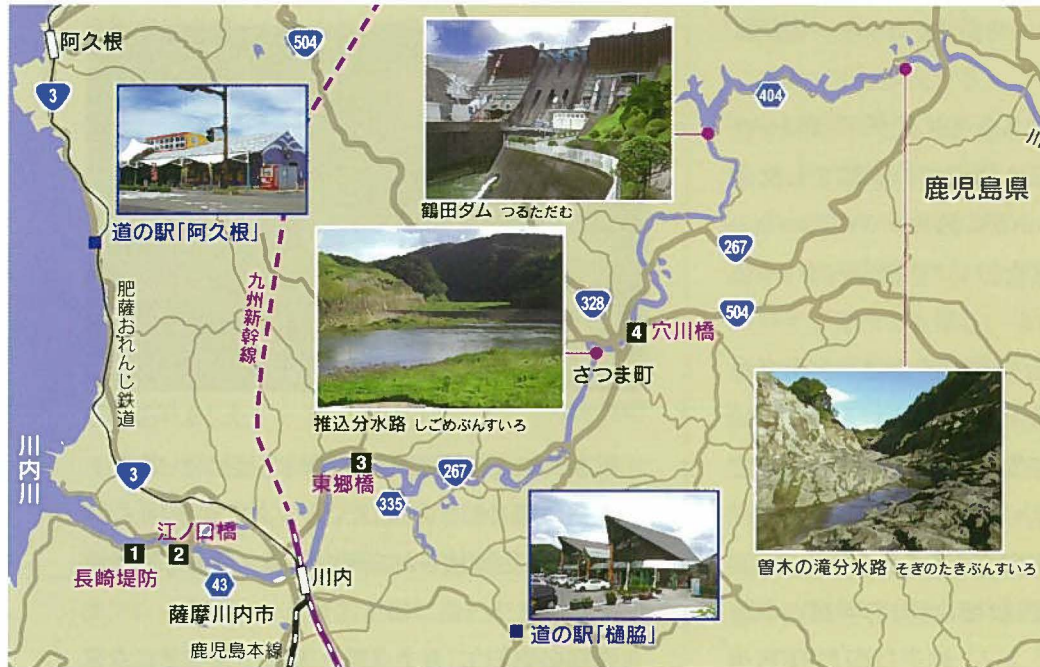 阿久根
504
3
404
鹿児島県
鶴田ダム つるただむ
道の駅「阿久根」
267
九州新幹線
328
504
肥薩おれんじ鉄道
4 穴川橋
さつま町
推込分水路 しごめぶんすいろ
川内川
3
3
東郷橋
267
335
曽木の滝分水路 そぎのたきぶんすいろ
江ノ口橋
1
2
長崎堤防
43
川内
薩摩川内市
道の駅「樋脇」
鹿児島本線
川